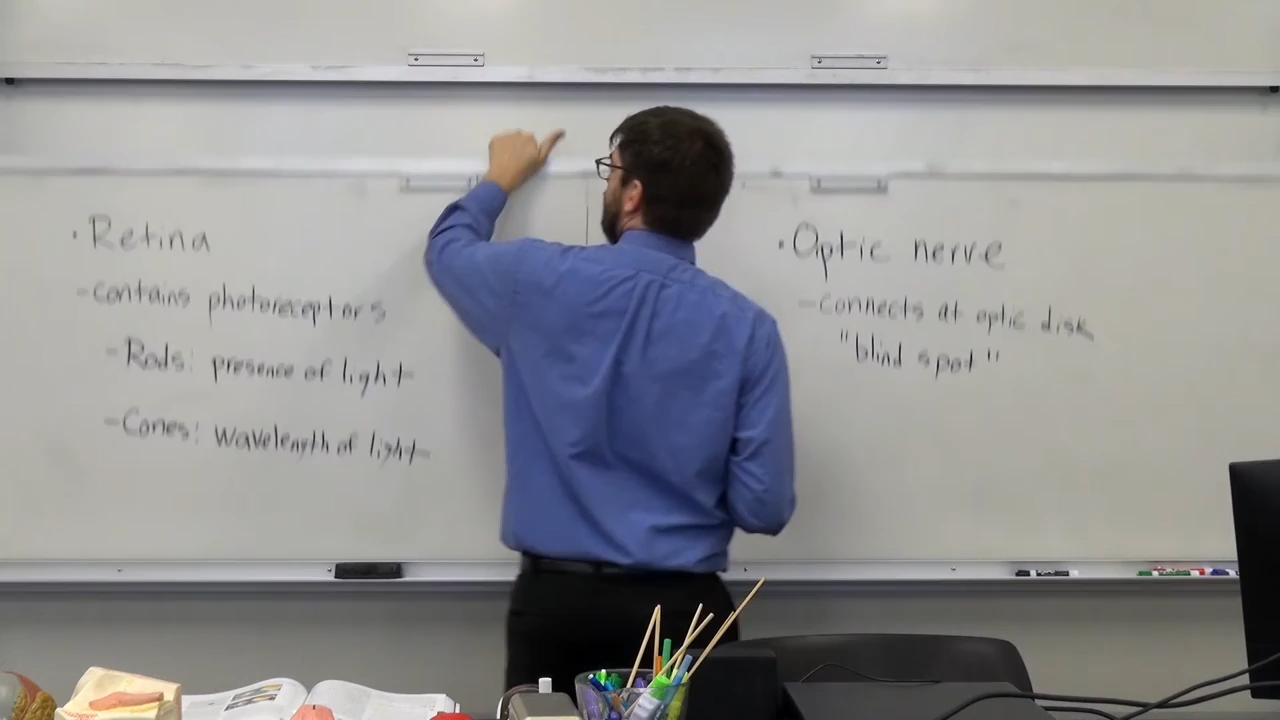 · Retina
- contains photoreceptors
- Rods: presence of light
- Cones: wavelength of light
· Optic nerve
- connects at optic disk
"blind spot"